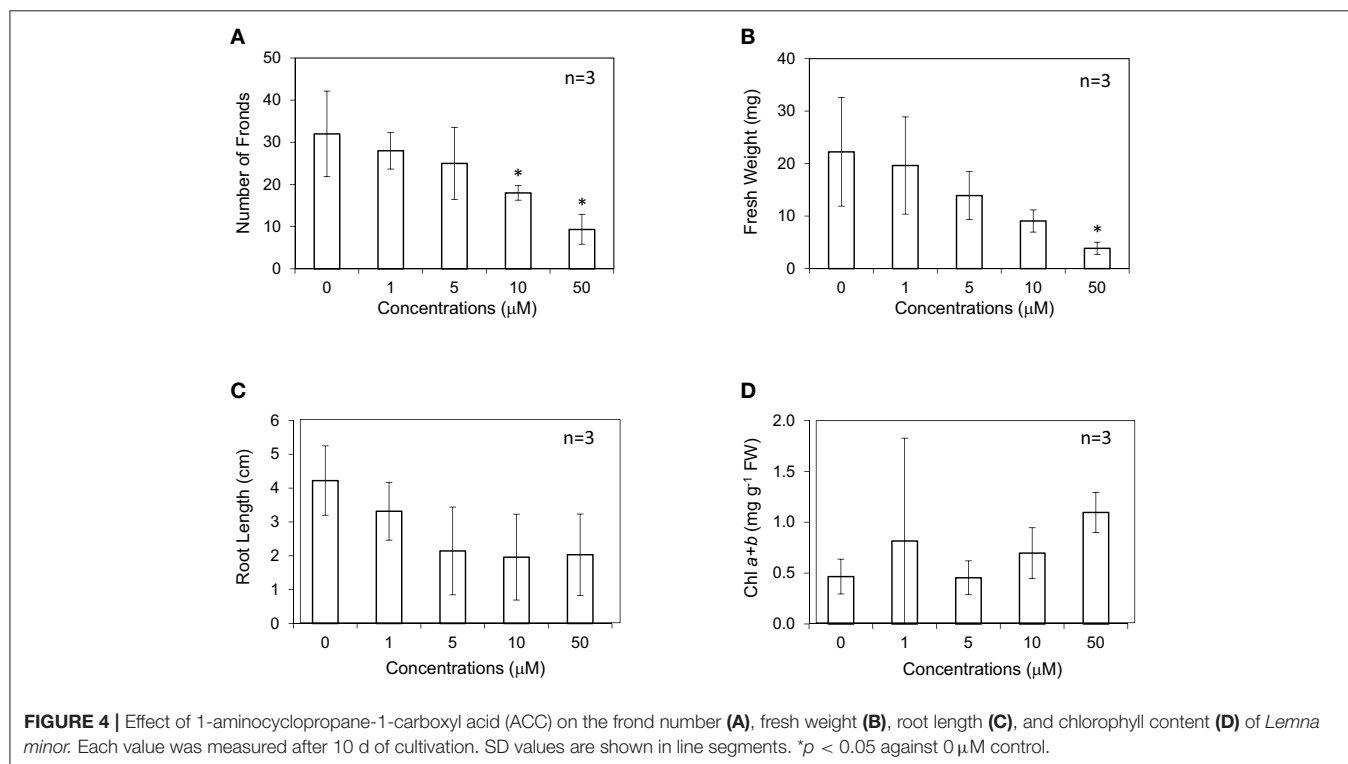 A
50
40
30
20
10
0
Number of Fronds
n=3
*
*
0 1 5 10 50
Concentrations (μM)
B
40
30
20
10
0
Fresh Weight (mg)
n=3
*
0 1 5 10 50
Concentrations (μM)
C
6
5
4
3
2
1
0
Root Length (cm)
n=3
0 1 5 10 50
Concentrations (μM)
D
2.0
1.5
1.0
0.5
0.0
Chl a+b (mg g-1 FW)
n=3
0 1 5 10 50
Concentrations (μM)
FIGURE 4 | Effect of 1-aminocyclopropane-1-carboxyl acid (ACC) on the frond number (A), fresh weight (B), root length (C), and chlorophyll content (D) of Lemna
minor. Each value was measured after 10 d of cultivation. SD values are shown in line segments. *p < 0.05 against 0 μM control.